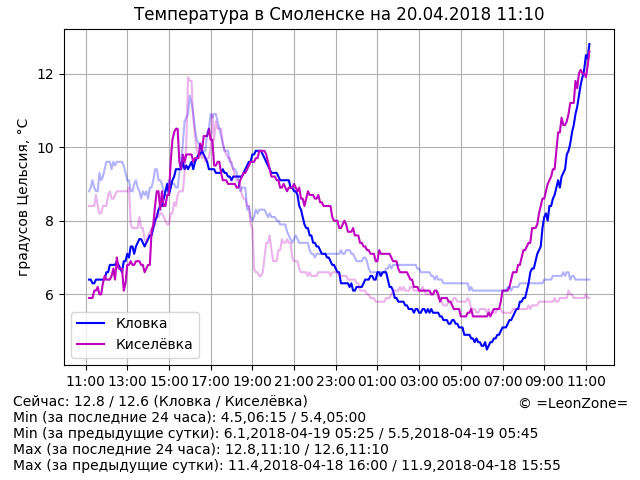 Температура в Смоленске на 20.04.2018 11:10
градусов Цельсия, °C
12
10
8
6
Кловка
Киселёвка
11:00 13:00 15:00 17:00 19:00 21:00 23:00 01:00 03:00 05:00 07:00 09:00 11:00
Сейчас: 12.8 / 12.6 (Кловка / Киселёвка)
© =LeonZone=
Min (за последние 24 часа): 4.5,06:15 / 5.4,05:00
Min (за предыдущие сутки): 6.1,2018-04-19 05:25 / 5.5,2018-04-19 05:45
Max (за последние 24 часа): 12.8,11:10 / 12.6,11:10
Max (за предыдущие сутки): 11.4,2018-04-18 16:00 / 11.9,2018-04-18 15:55